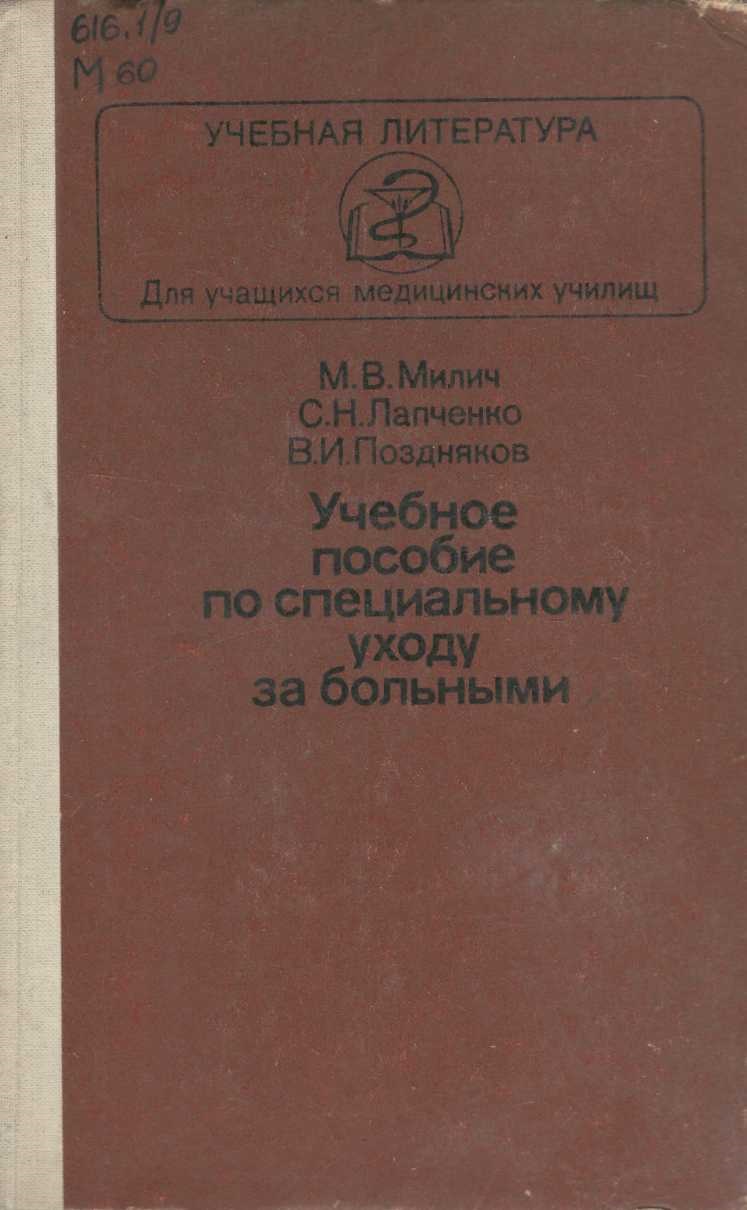 616.1/9
М 60
УЧЕБНАЯ ЛИТЕРАТУРА
Для учащихся медицинских училищ
М.В.Милич
С.Н.Лапченко
В.И.Поздняков
Учебное
пособие
по специальному
уходу
за больными